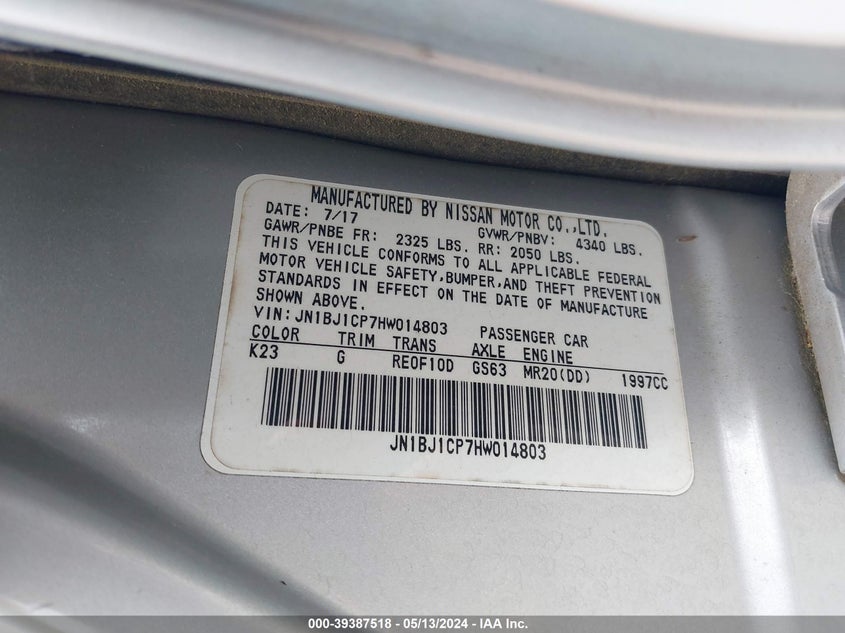 MANUFACTURED BY NISSAN MOTOR CO.,LTD.
DATE: 7/17 GVWR/PNBV: 4340 LBS.
GAWR/PNBE FR: 2325 LBS. RR: 2050 LBS.
THIS VEHICLE CONFORMS TO ALL APPLICABLE FEDERAL
MOTOR VEHICLE SAFETY,BUMPER,AND THEFT PREVENTION
STANDARDS IN EFFECT ON THE DATE OF MANUFACTURE
SHOWN ABOVE.
VIN:JN1BJ1CP7HW014803 PASSENGER CAR
COLOR TRIM TRANS AXLE ENGINE
K23 G RE0F10D GS63 MR20(DD) 1997CC
JN1BJ1CP7HW014803
000-39387518 - 05/13/2024 - IAA Inc.